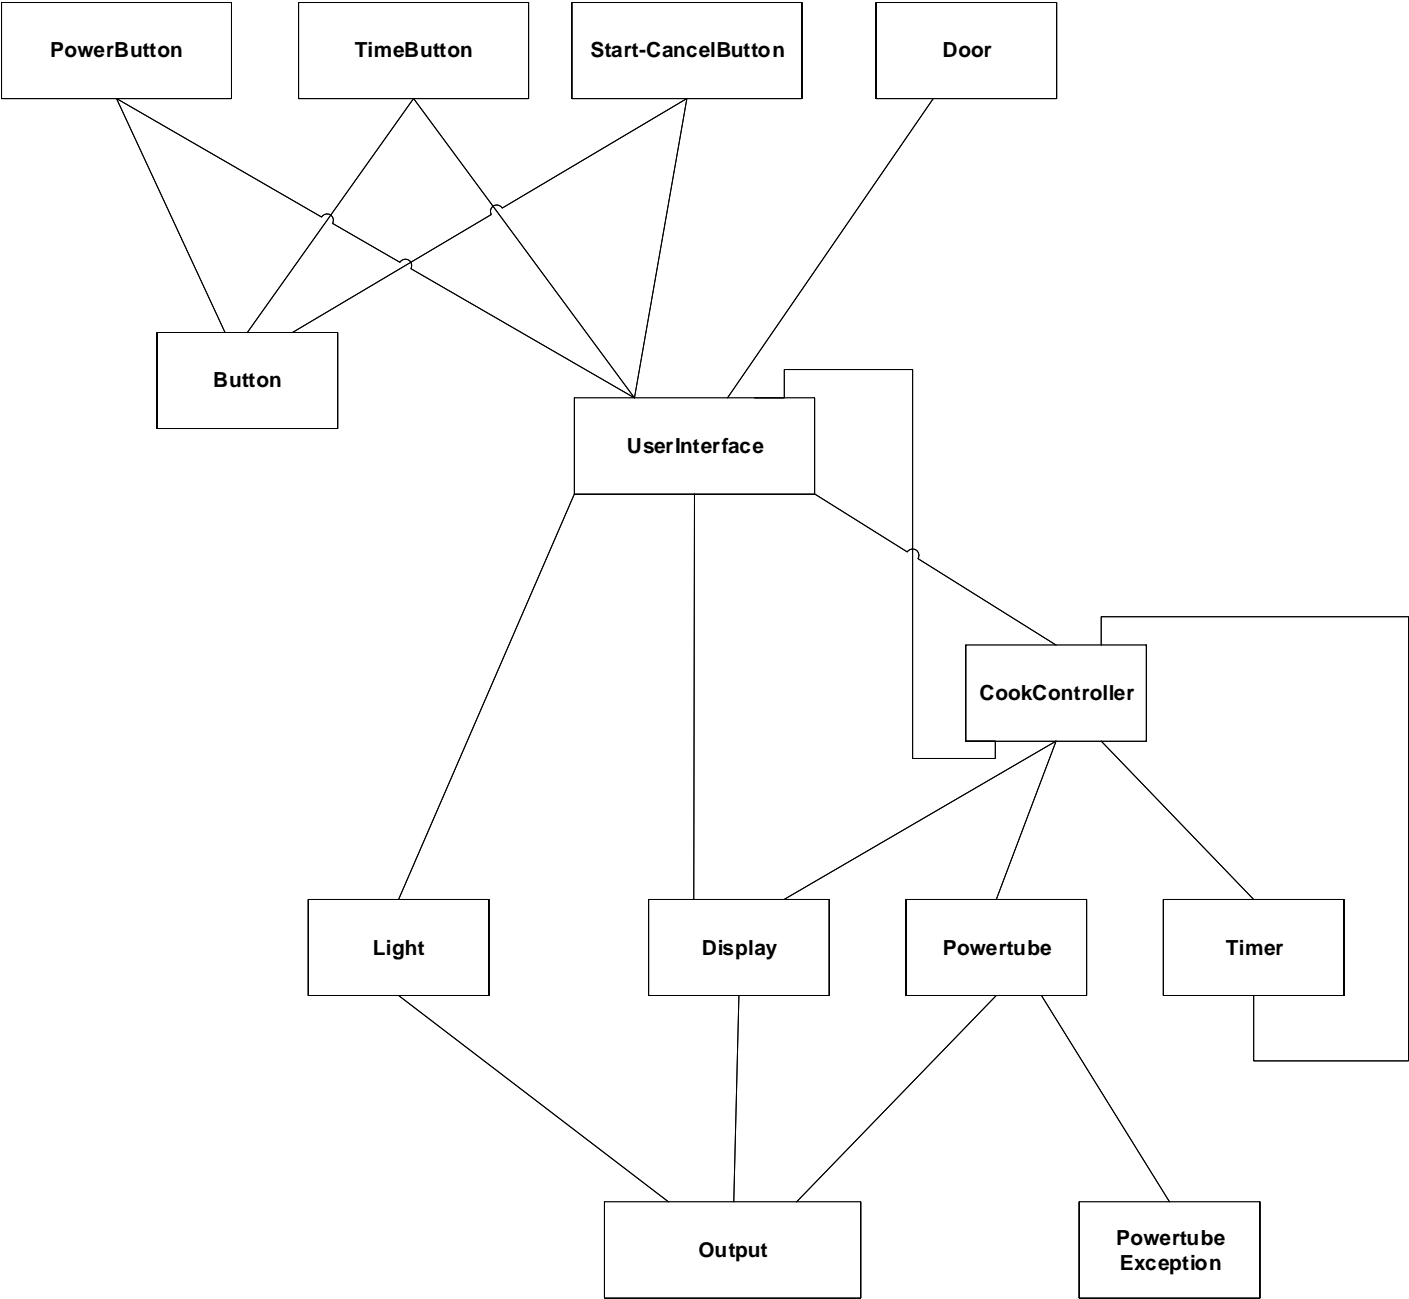 PowerButton
TimeButton
Start-CancelButton
Door
Button
UserInterface
CookController
Light
Display
Powertube
Timer
Output
Powertube
Exception